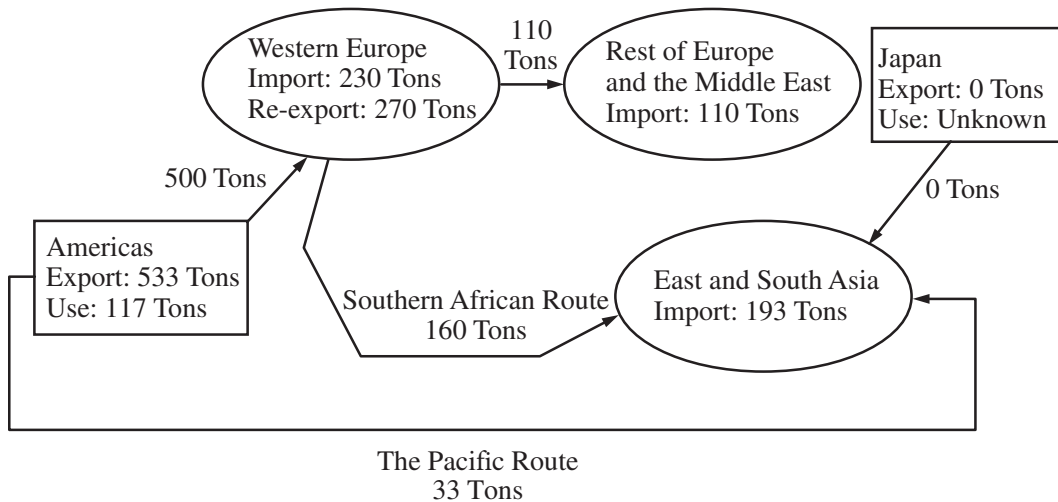 Western Europe
Import: 230 Tons
Re-export: 270 Tons
110
Tons
Rest of Europe
and the Middle East
Import: 110 Tons
Japan
Export: 0 Tons
Use: Unknown
500 Tons
0 Tons
Americas
Export: 533 Tons
Use: 117 Tons
Southern African Route
160 Tons
East and South Asia
Import: 193 Tons
The Pacific Route
33 Tons